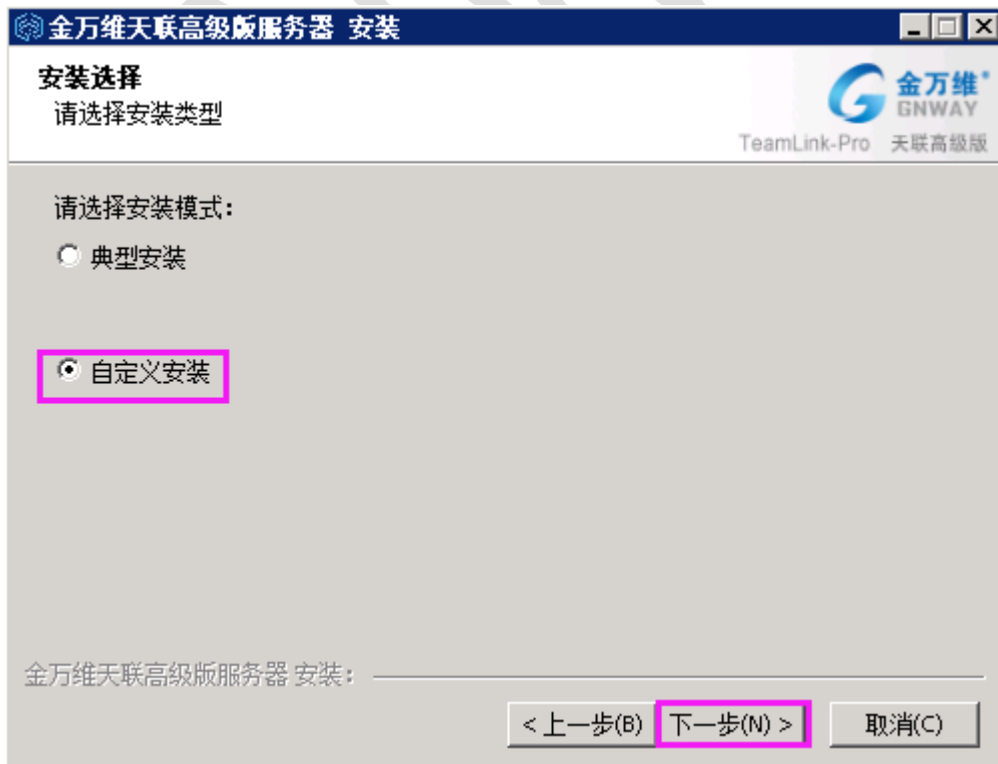 金万维天联高级版服务器 安装
安装选择
请选择安装类型
金万维
GNWAY
TeamLink-Pro 天联高级版
请选择安装模式:
典型安装
自定义安装
金万维天联高级版服务器 安装:
< 上一步(B)
下一步(N) >
取消(C)